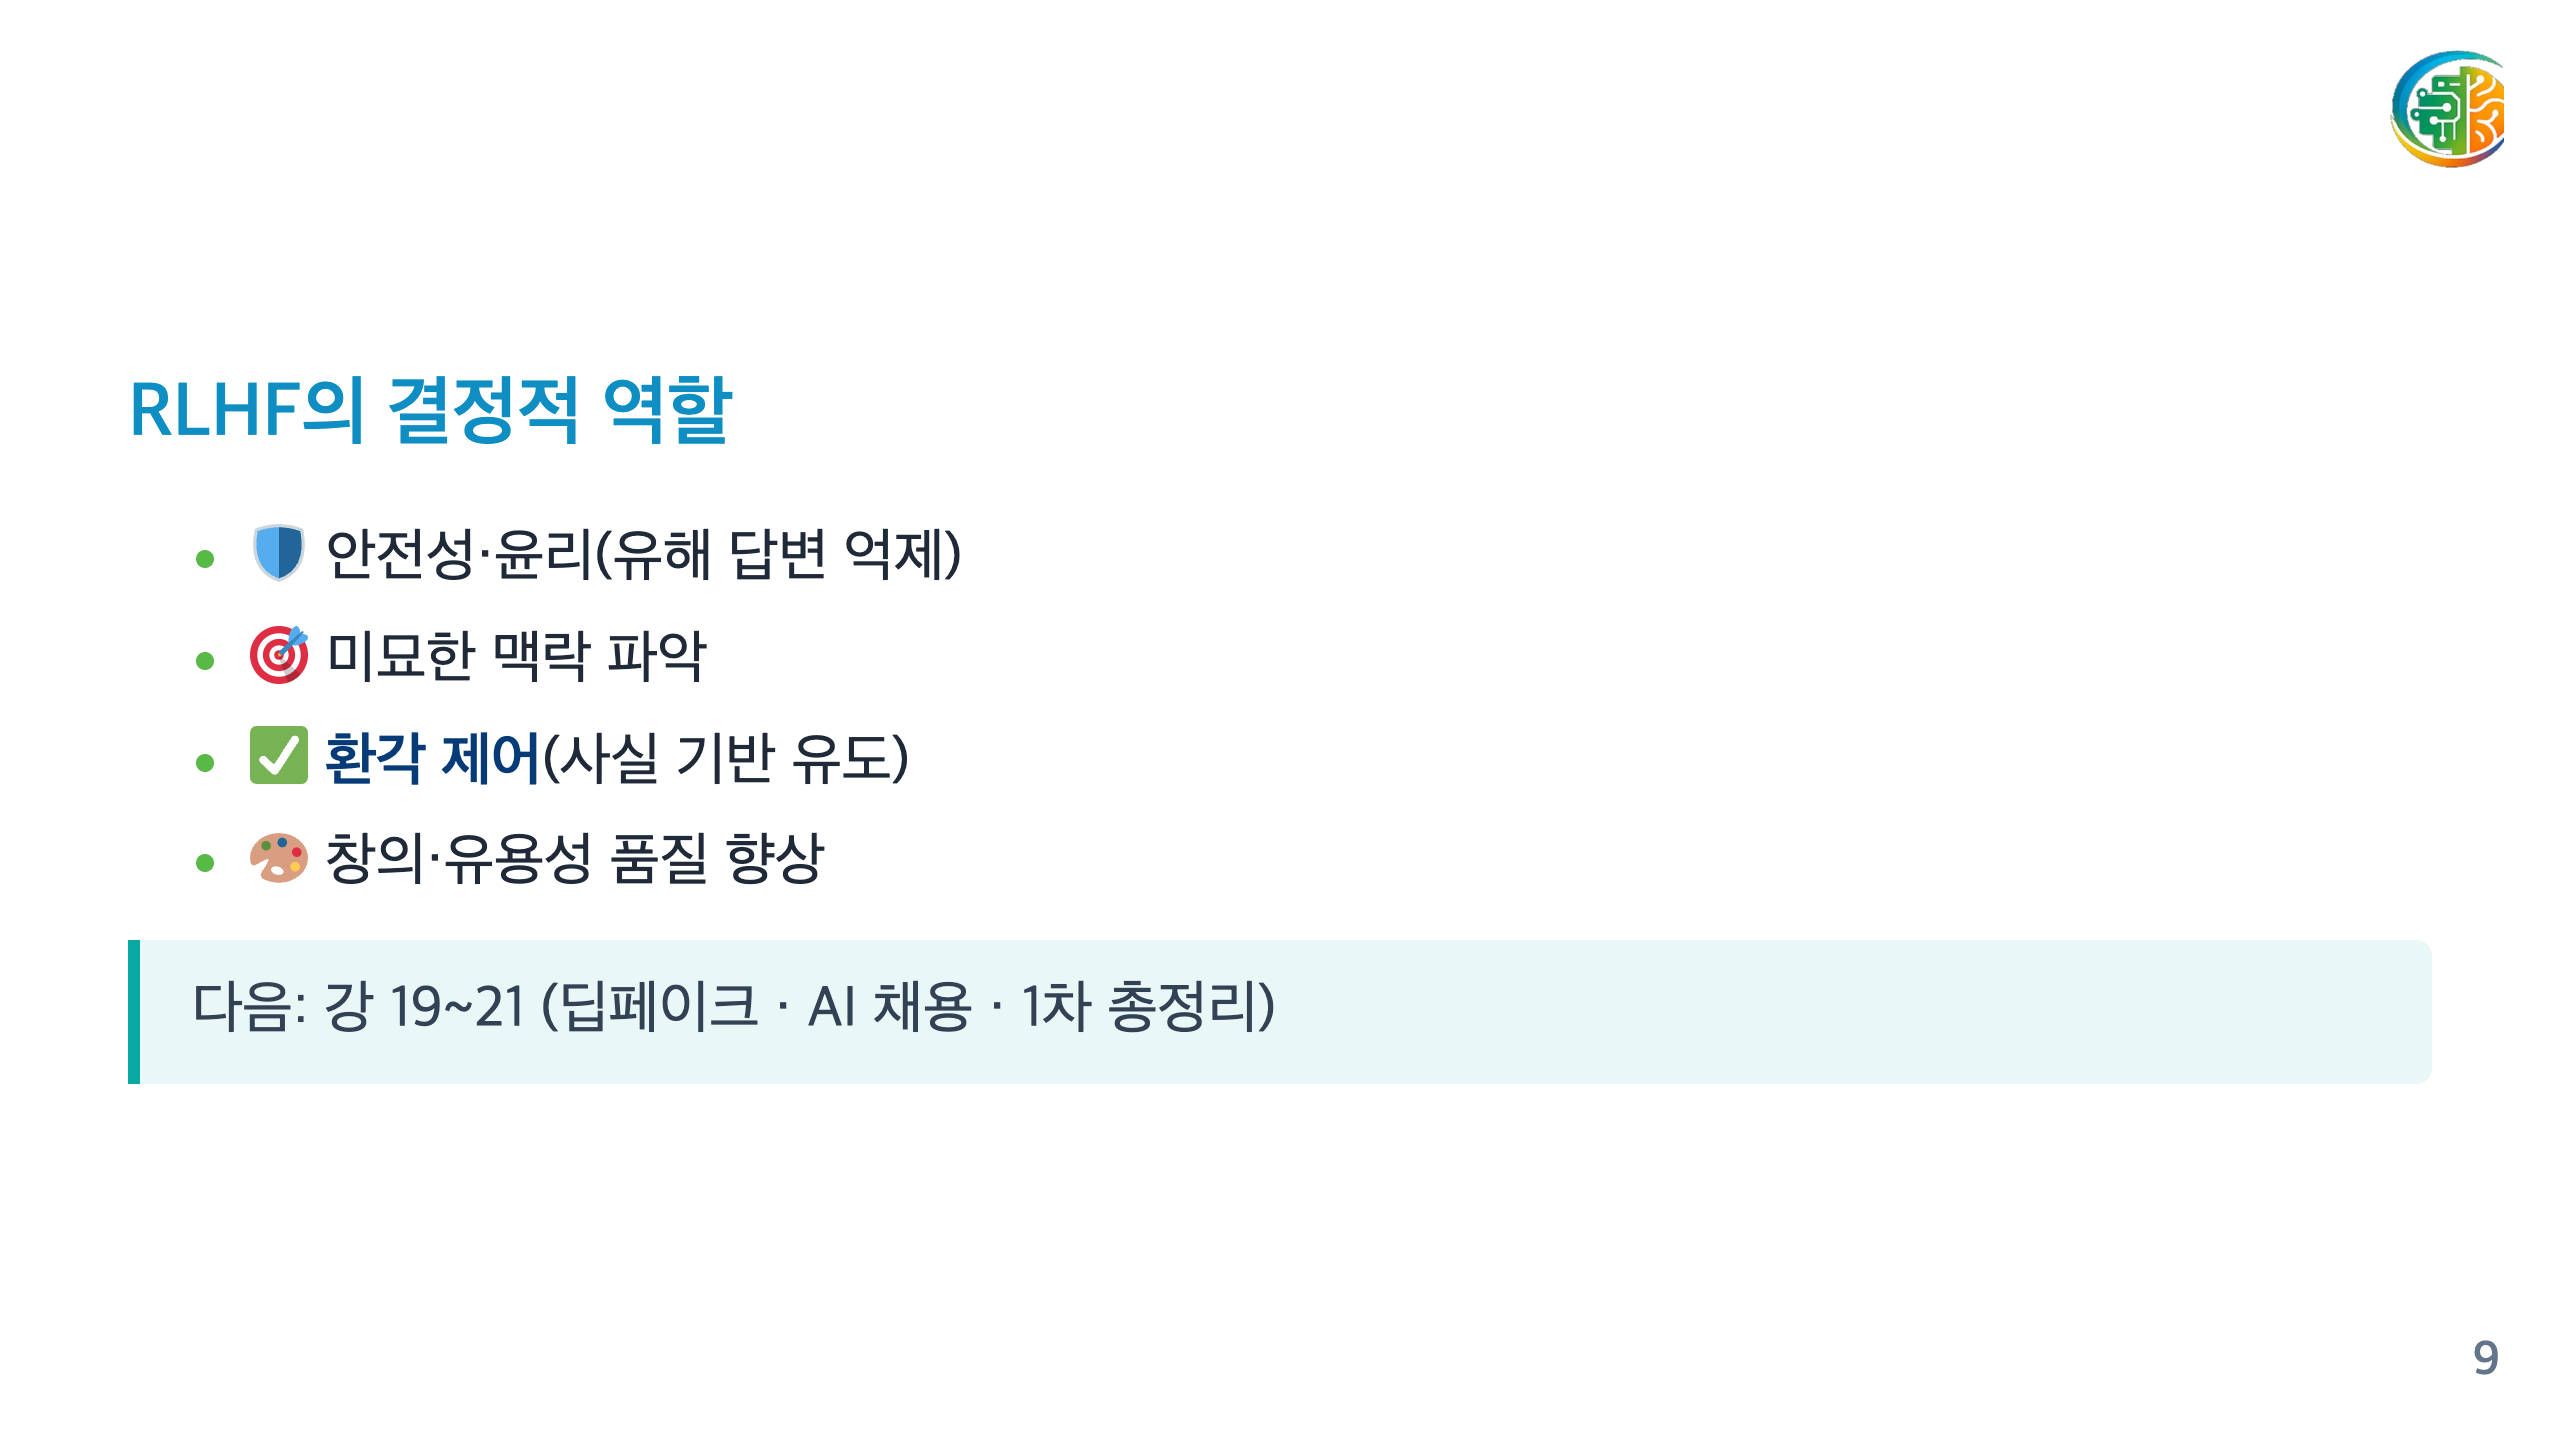 RLHF의 결정적 역할
🛡️ 안전성·윤리(유해 답변 억제)
🎯 미묘한 맥락 파악
✅ 환각 제어(사실 기반 유도)
🎨 창의·유용성 품질 향상
다음: 강 19~21 (딥페이크 · AI 채용 · 1차 총정리)
9